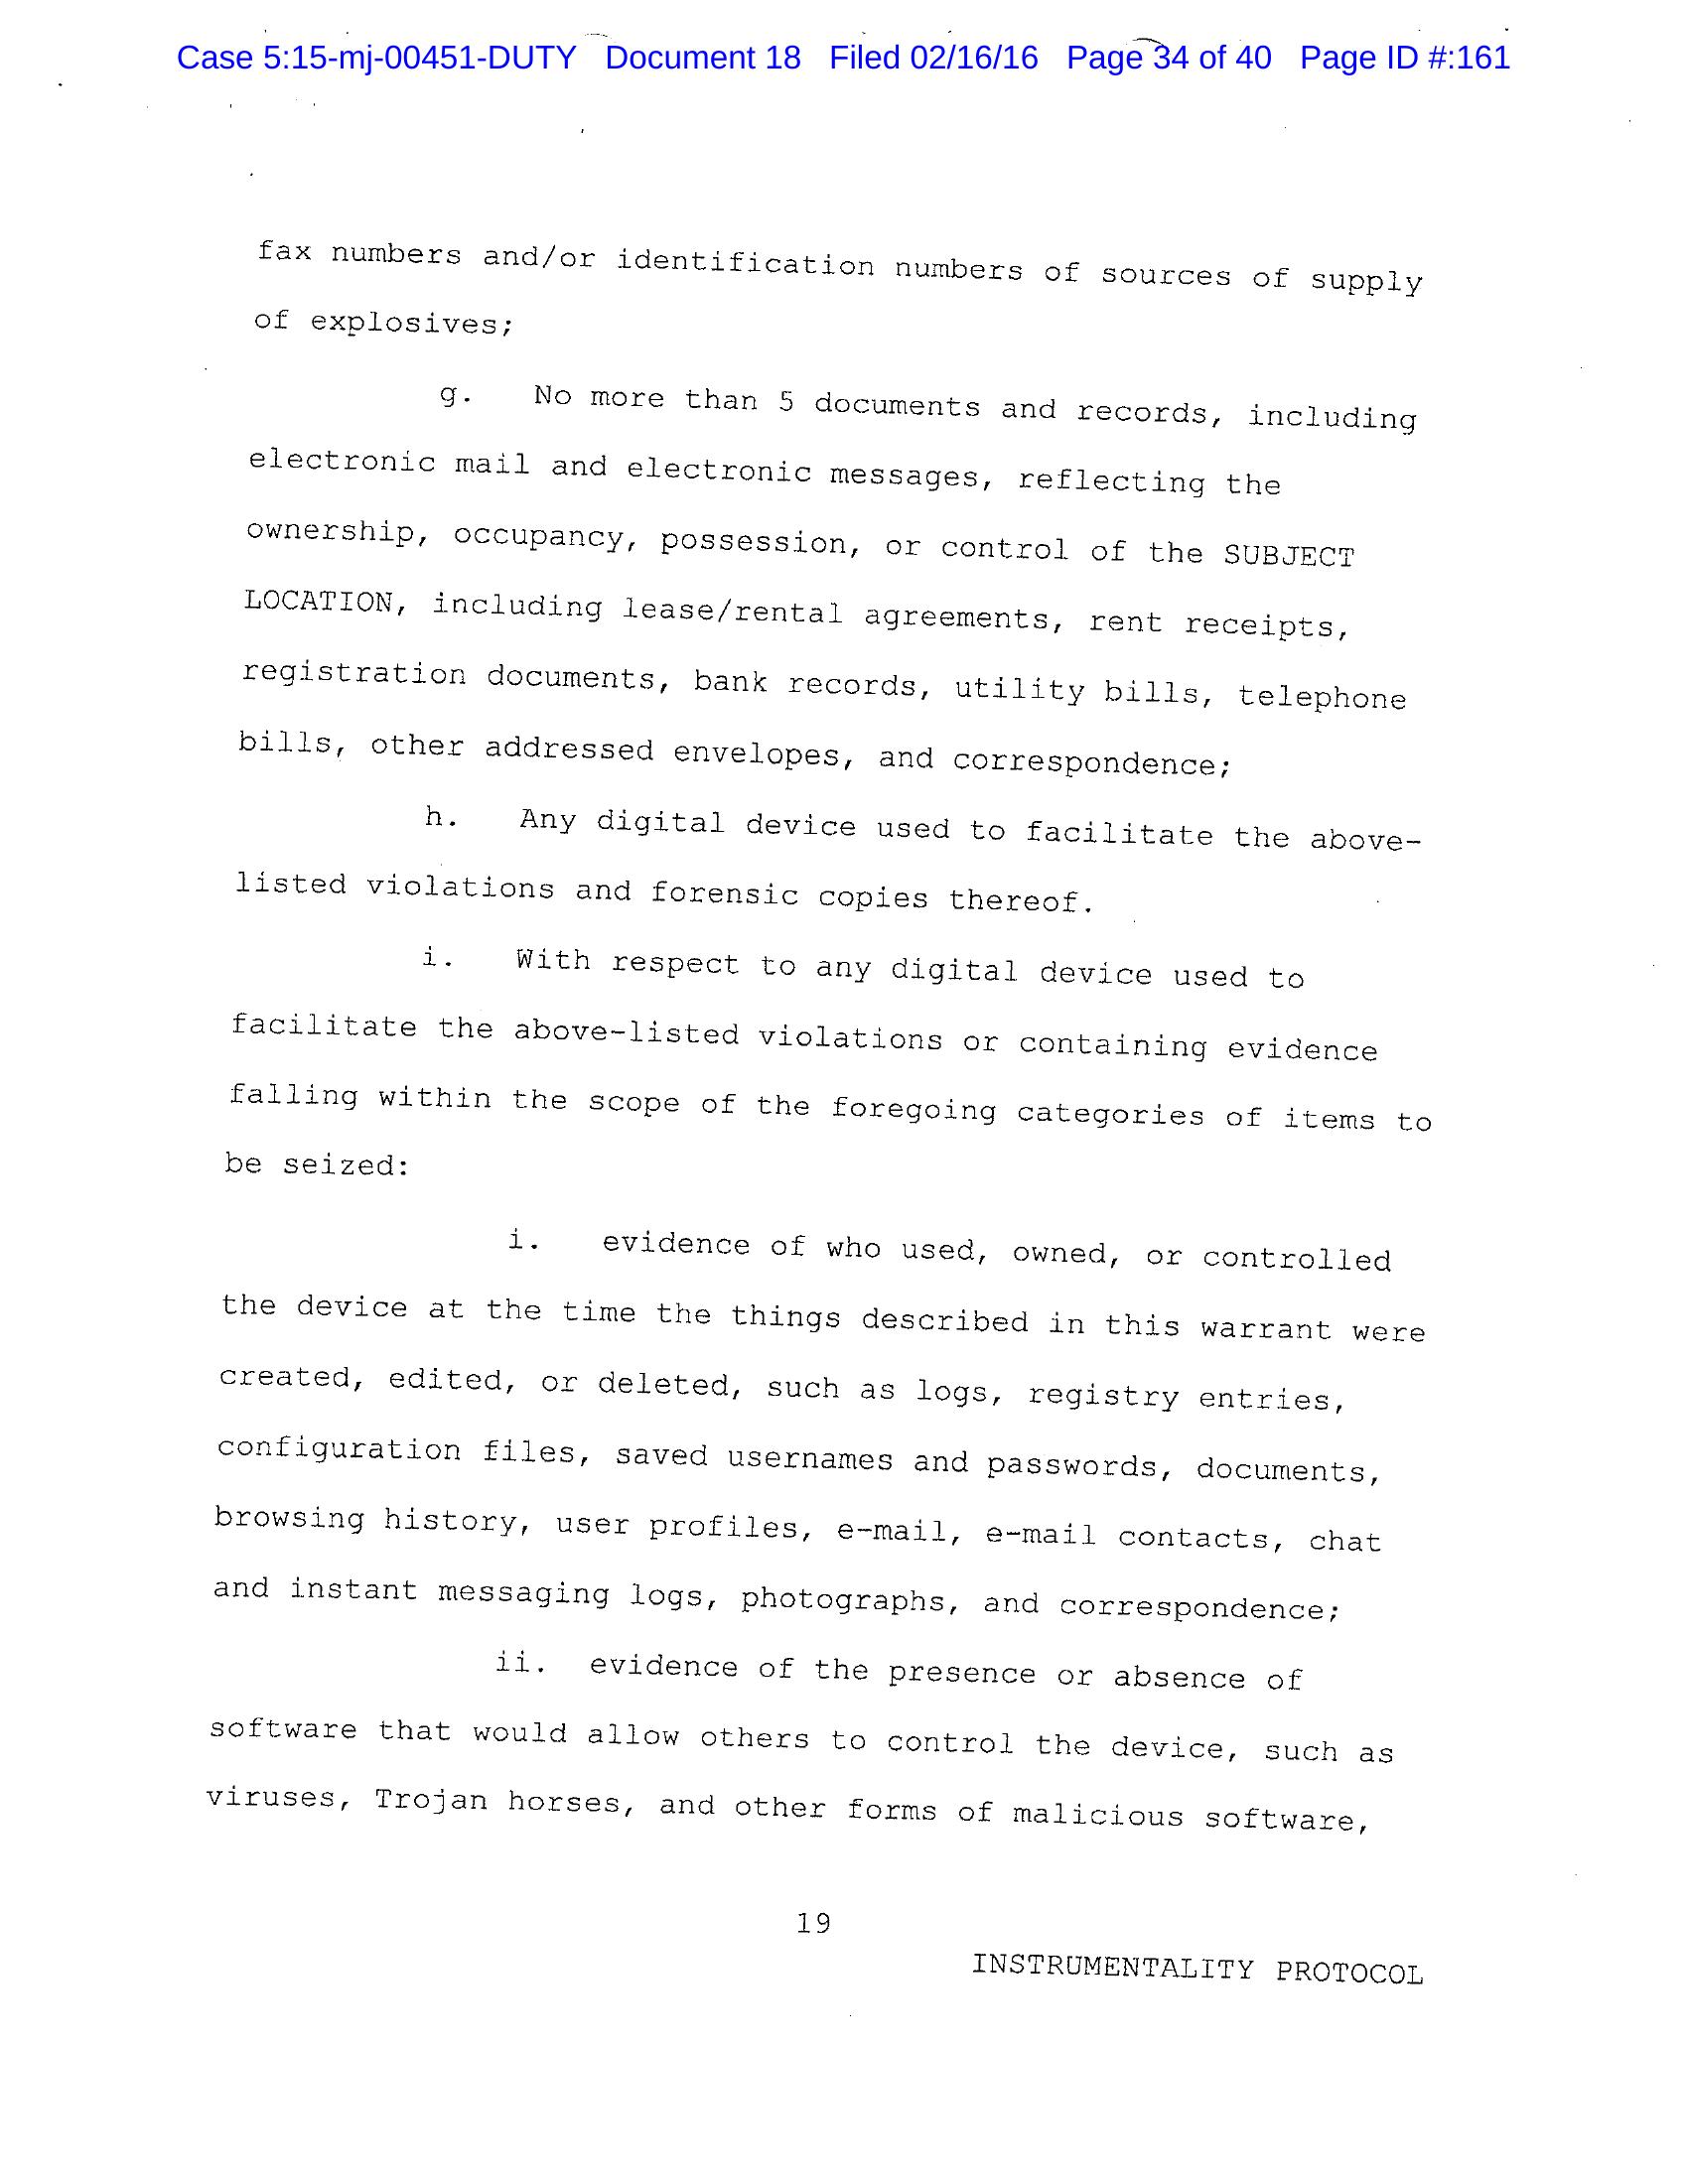 Case 5:15-mj-00451-DUTY Document 18 Filed 02/16/16 Page 34 of 40 Page ID #:161
fax numbers and/or identification numbers of sources of supply
of explosives;
g. No more than 5 documents and records, including
electronic mail and electronic messages, reflecting the
ownership, occupancy, possession, or control of the SUBJECT
LOCATION, including lease/rental agreements, rent receipts,
registration documents, bank records, utility bills, telephone
bills, other addressed envelopes, and correspondence;
h. Any digital device used to facilitate the above-
listed violations and forensic copies thereof.
i. With respect to any digital device used to
facilitate the above-listed violations or containing evidence
falling within the scope of the foregoing categories of items to
be seized:
i. evidence of who used, owned, or controlled
the device at the time the things described in this warrant were
created, edited, or deleted, such as logs, registry entries,
configuration files, saved usernames and passwords, documents,
browsing history, user profiles, e-mail, e-mail contacts, chat
and instant messaging logs, photographs, and correspondence;
ii. evidence of the presence or absence of
software that would allow others to control the device, such as
viruses, Trojan horses, and other forms of malicious software,
19
INSTRUMENTALITY PROTOCOL